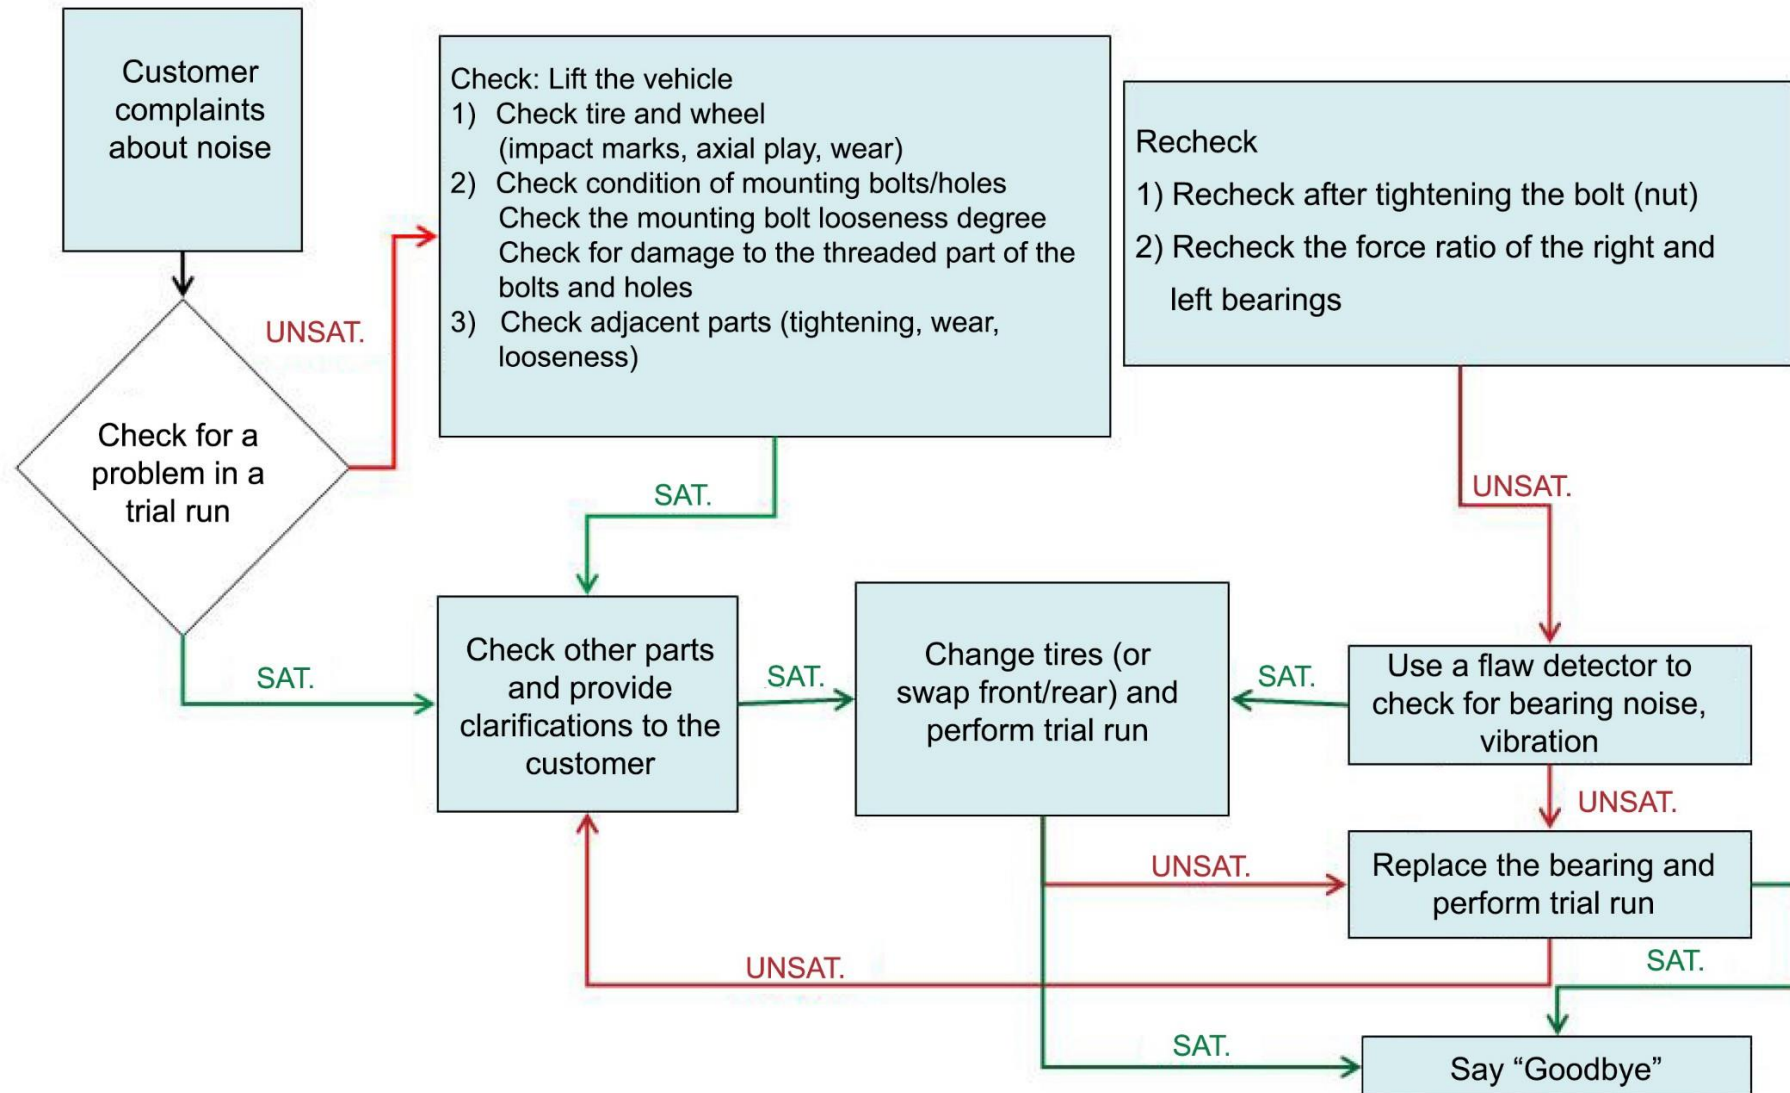 Customer
complaints
about noise
Check: Lift the vehicle
1) Check tire and wheel
(impact marks, axial play, wear)
2) Check condition of mounting bolts/holes
Check the mounting bolt looseness degree
Check for damage to the threaded part of the
bolts and holes
3) Check adjacent parts (tightening, wear,
looseness)
Recheck
1) Recheck after tightening the bolt (nut)
2) Recheck the force ratio of the right and
left bearings
UNSAT.
Check for a
problem in a
trial run
SAT.
UNSAT.
SAT.
Check other parts
and provide
clarifications to the
customer
SAT.
Change tires (or
swap front/rear) and
perform trial run
SAT.
Use a flaw detector to
check for bearing noise,
vibration
UNSAT.
UNSAT.
Replace the bearing and
perform trial run
UNSAT.
SAT.
SAT.
Say “Goodbye”